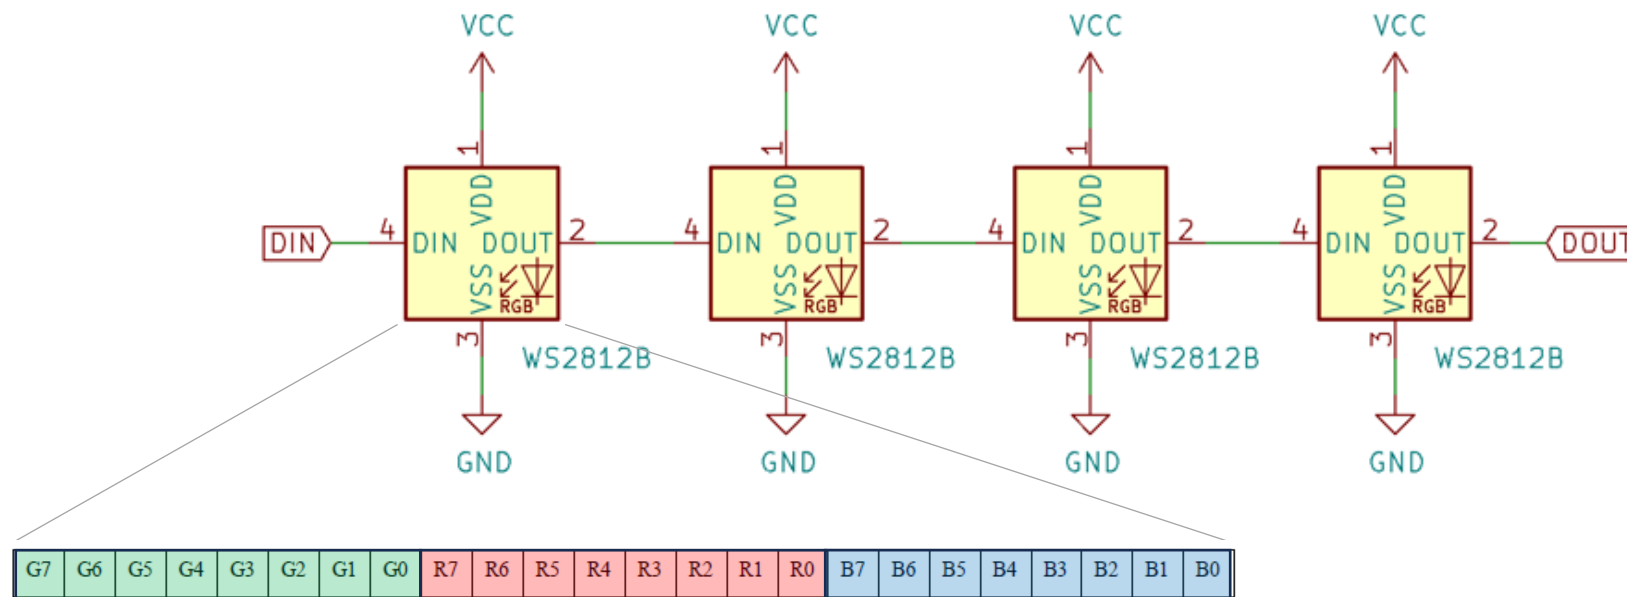 VCC VCC VCC VCC
1 1 1 1
VDD VDD VDD VDD
DIN 4 DIN DOUT 2 4 DIN DOUT 2 4 DIN DOUT 2 4 DIN DOUT 2 DOUT
VSS RGB VSS RGB VSS RGB VSS RGB
3 WS2812B 3 WS2812B 3 WS2812B 3 WS2812B
GND GND GND GND
G7 G6 G5 G4 G3 G2 G1 G0 R7 R6 R5 R4 R3 R2 R1 R0 B7 B6 B5 B4 B3 B2 B1 B0